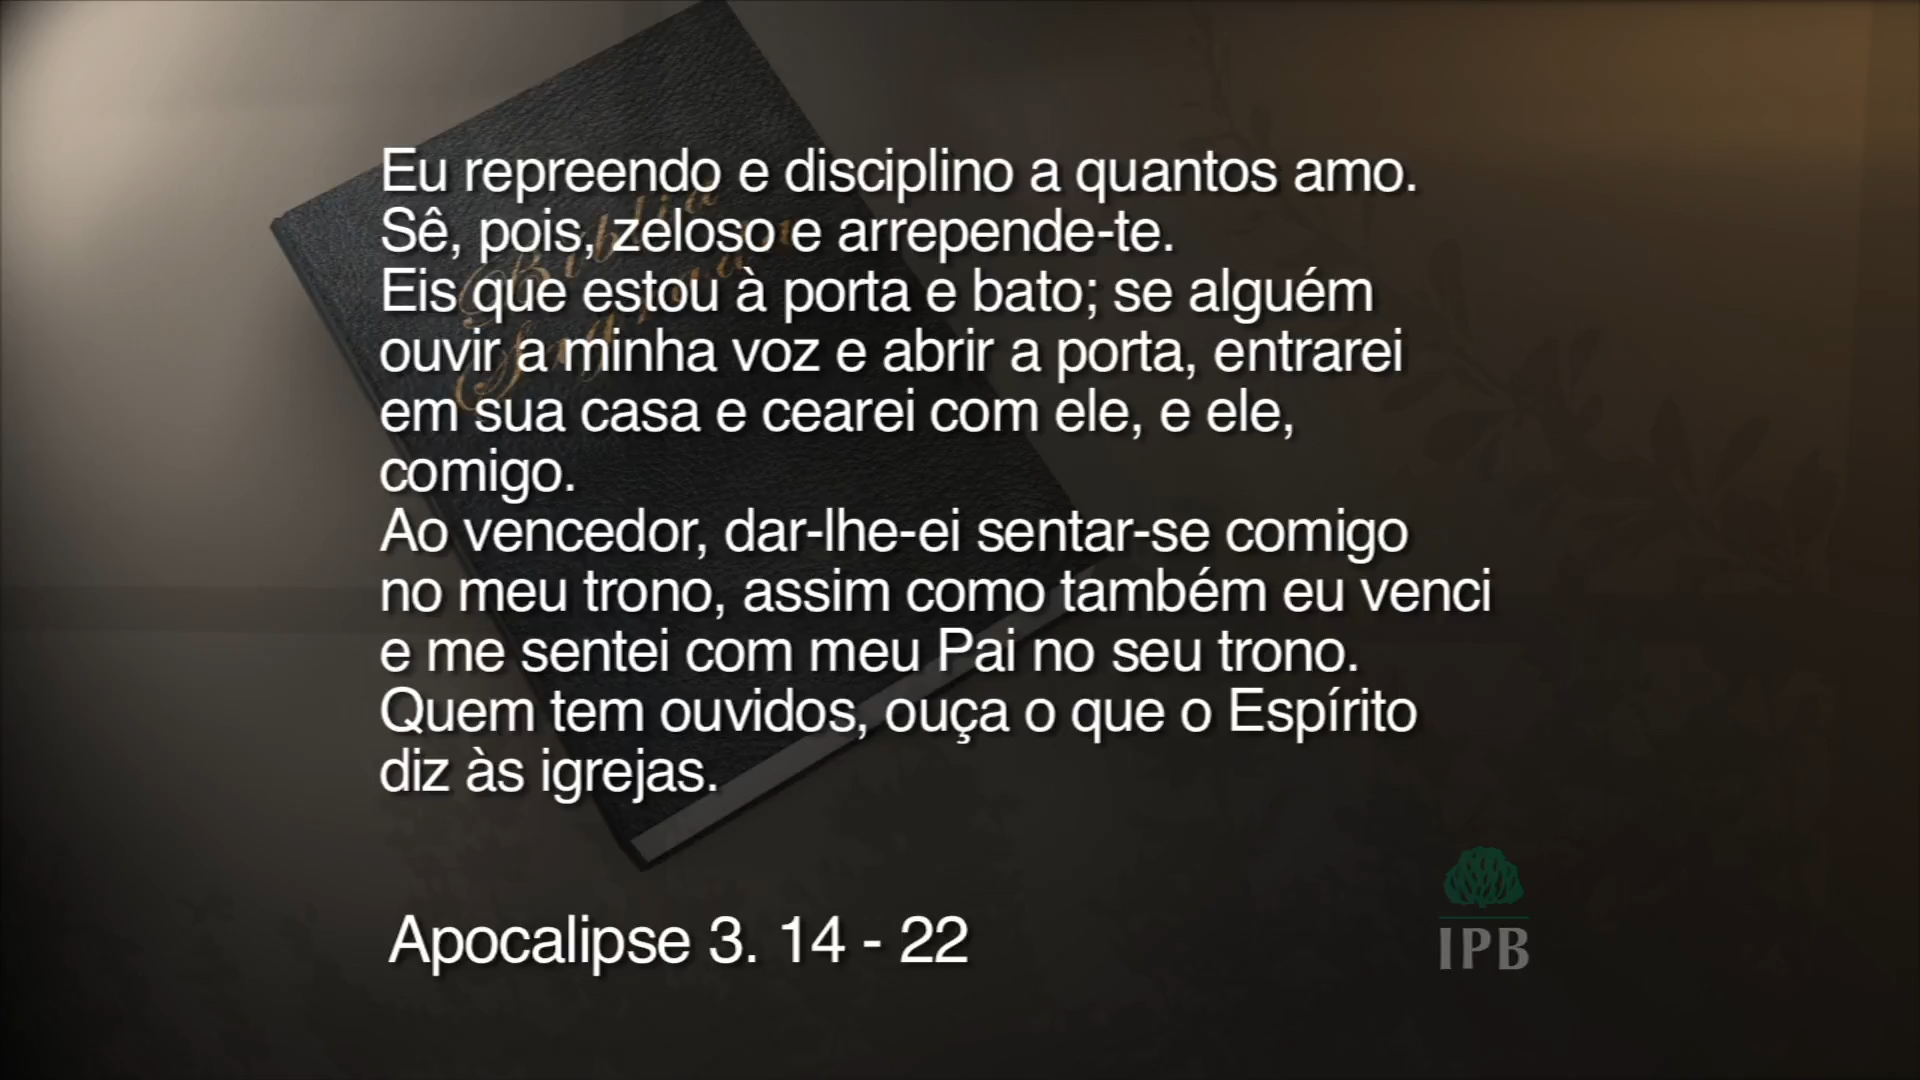 Eu repreendo e disciplino a quantos amo.
Sê, pois, zeloso e arrepende-te.
Eis que estou à porta e bato; se alguém
ouvir a minha voz e abrir a porta, entrarei
em sua casa e cearei com ele, e ele,
comigo.
Ao vencedor, dar-lhe-ei sentar-se comigo
no meu trono, assim como também eu venci
e me sentei com meu Pai no seu trono.
Quem tem ouvidos, ouça o que o Espírito
diz às igrejas.
Apocalipse 3. 14 - 22
IPB